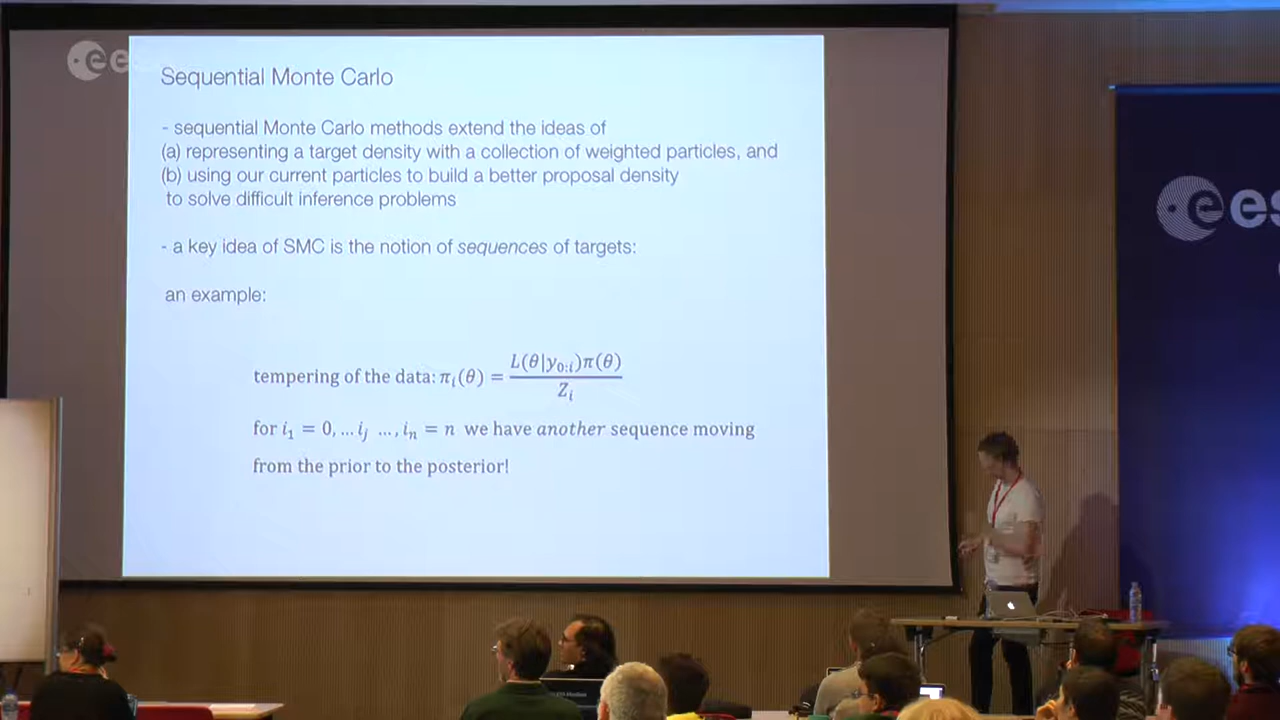 ees
Sequential Monte Carlo
- sequential Monte Carlo methods extend the ideas of
(a) representing a target density with a collection of weighted particles, and
(b) using our current particles to build a better proposal density
to solve difficult inference problems
- a key idea of SMC is the notion of sequences of targets:
an example:
tempering of the data: πᵢ(θ) = L(θ|y₀:ᵢ)π(θ) / Zᵢ
for i₁ = 0, … iⱼ …, iₙ = n we have another sequence moving
from the prior to the posterior!
ees